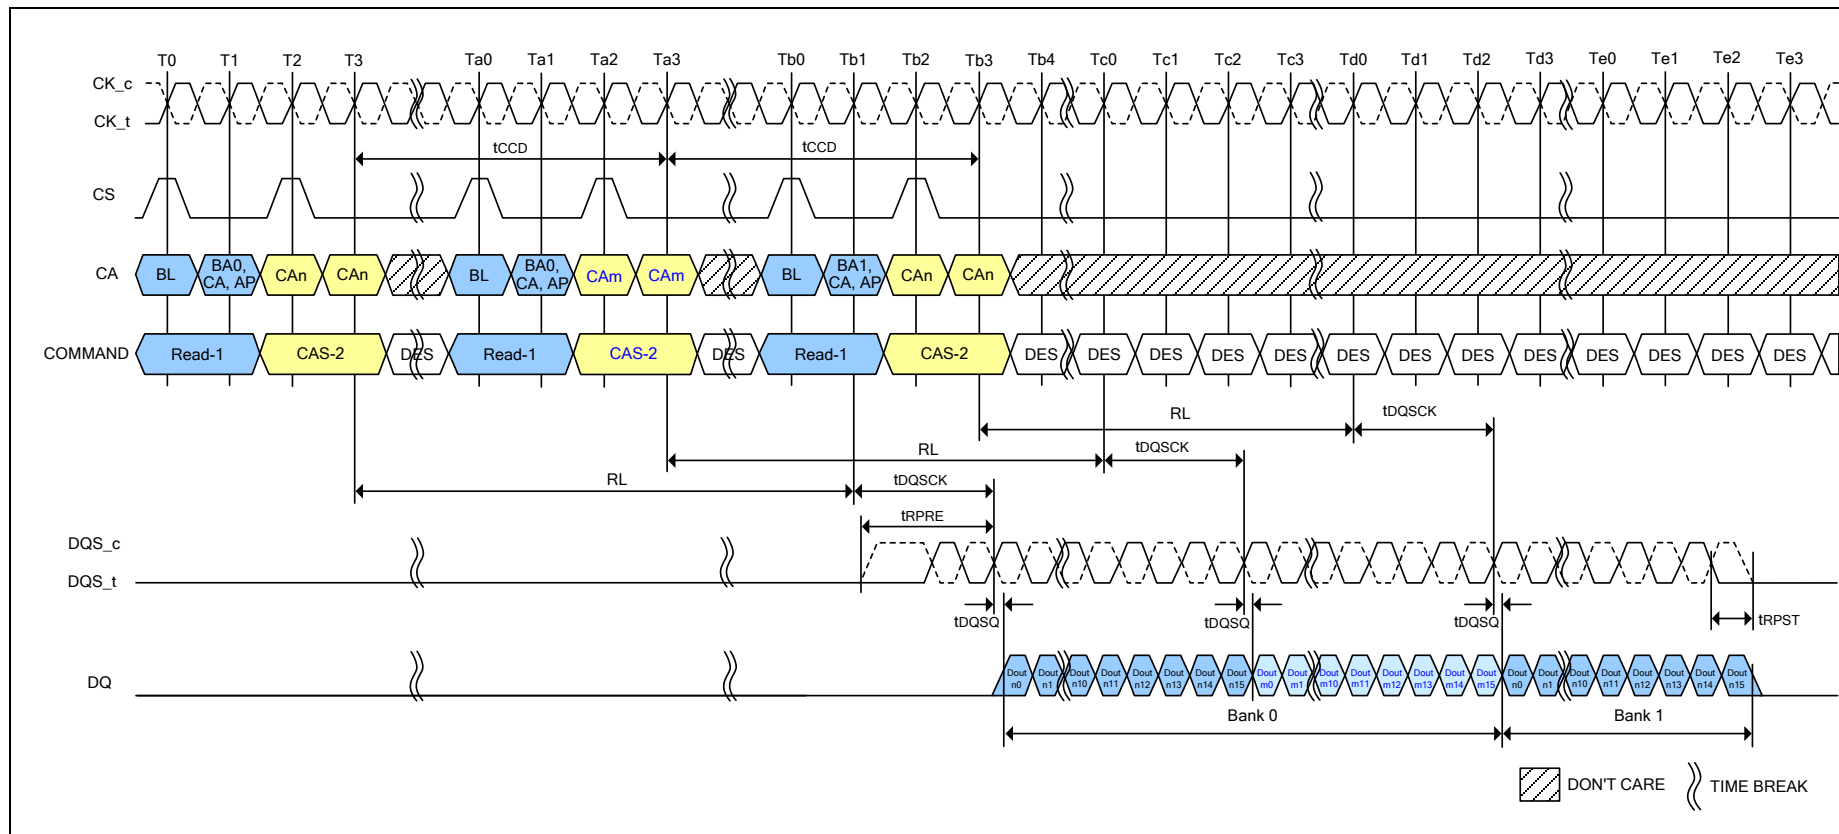 T0 T1 T2 T3 Ta0 Ta1 Ta2 Ta3 Tb0 Tb1 Tb2 Tb3 Tb4 Tc0 Tc1 Tc2 Tc3 Td0 Td1 Td2 Td3 Te0 Te1 Te2 Te3
CK_c
CK_t
tCCD tCCD
CS
CA BL BA0, CA, AP CAn CAn BL BA0, CA, AP CAm CAm BL BA1, CA, AP CAn CAn
COMMAND Read-1 CAS-2 DES Read-1 CAS-2 DES Read-1 CAS-2 DES DES DES DES DES DES DES DES DES DES DES DES DES
RL tDQSCK
RL tDQSCK
RL tDQSCK
tRPRE
DQS_c
DQS_t
tDQSQ tDQSQ tDQSQ tRPST
DQ
Dout Dout Dout Dout Dout Dout Dout Dout Dout Dout Dout Dout Dout Dout Dout Dout Dout Dout Dout Dout Dout Dout Dout Dout
n0 n1 n10 n11 n12 n13 n14 n15 m0 m1 m10 m11 m12 m13 m14 m15 n0 n1 n10 n11 n12 n13 n14 n15
Bank 0 Bank 1
DON'T CARE TIME BREAK